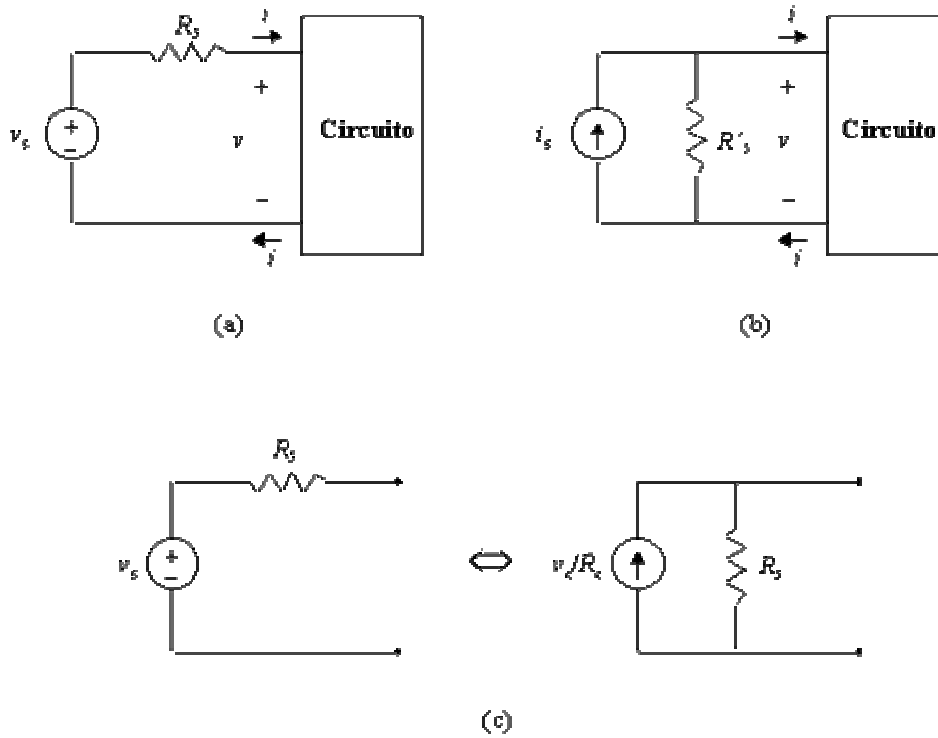 i
R_s
+
v_s
+
−
v
Circuito
−
i
(a)
i
+
i_s
R´_s
v
Circuito
−
i
(b)
R_s
v_s
+
−
⇔
v_s/R_s
R_s
(c)